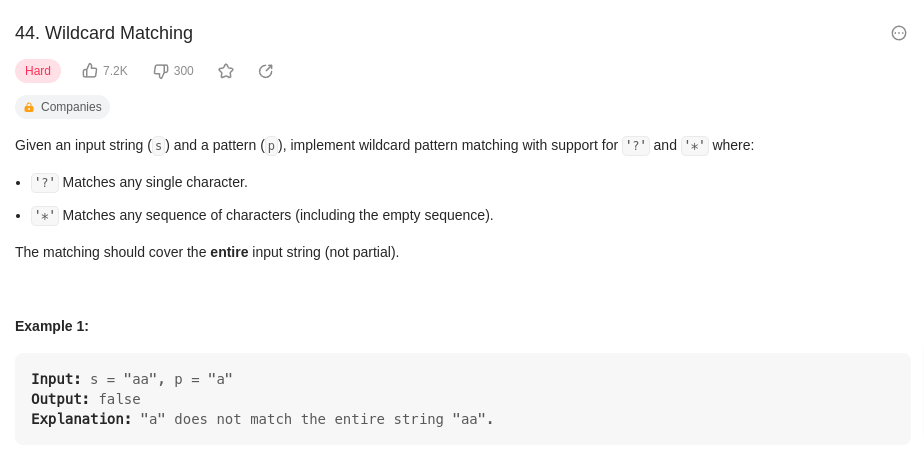 44. Wildcard Matching
Hard 7.2K 300
Companies
Given an input string (s) and a pattern (p), implement wildcard pattern matching with support for '?' and '*' where:
• '?' Matches any single character.
• '*' Matches any sequence of characters (including the empty sequence).
The matching should cover the entire input string (not partial).
Example 1:
Input: s = "aa", p = "a"
Output: false
Explanation: "a" does not match the entire string "aa".